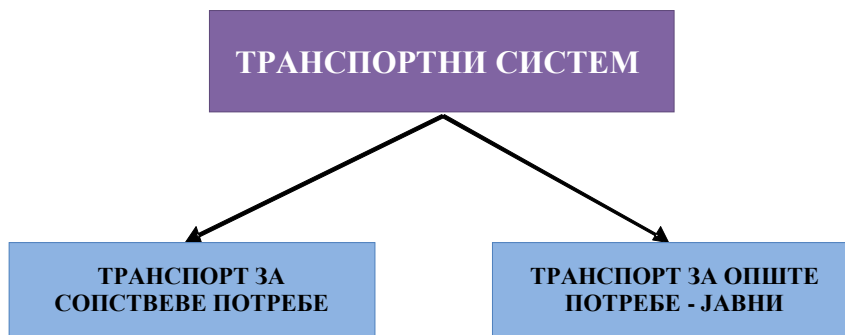 ТРАНСПОРТНИ СИСТЕМ
ТРАНСПОРТ ЗА
СОПСТВЕВЕ ПОТРЕБЕ
ТРАНСПОРТ ЗА ОПШТЕ
ПОТРЕБЕ - ЈАВНИ